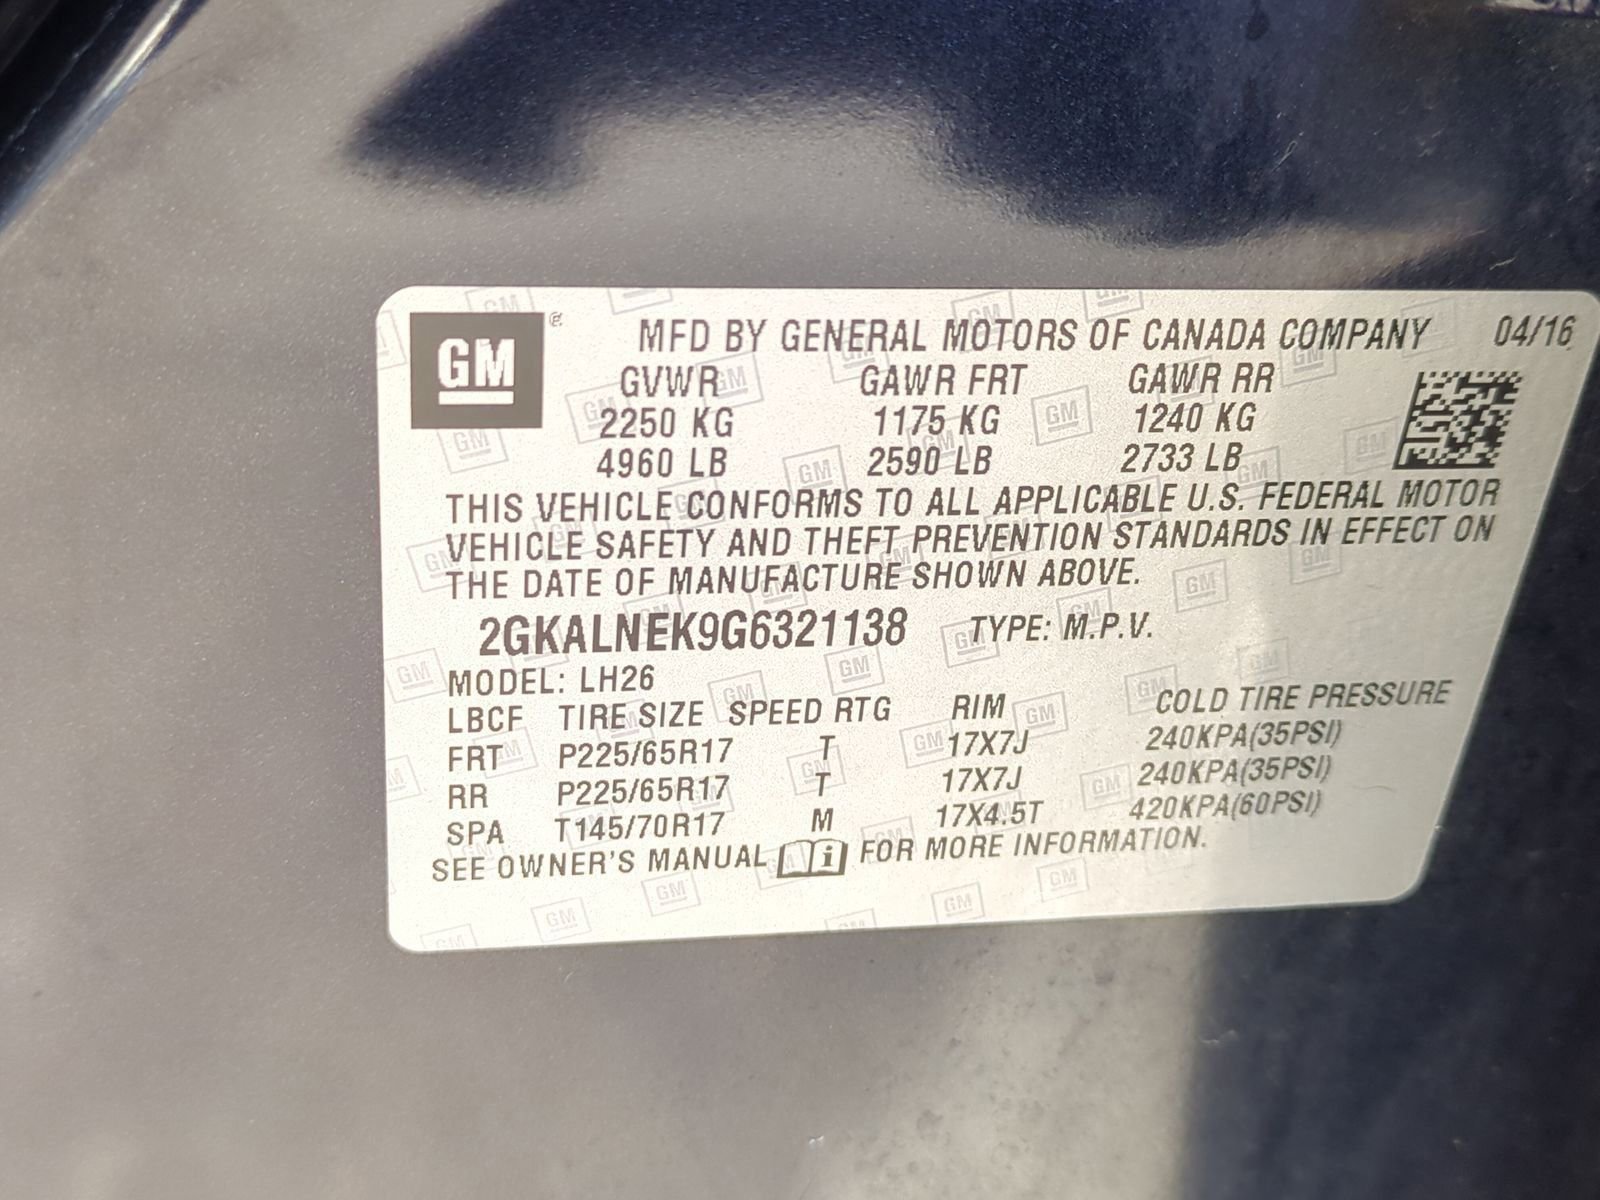 GM
MFD BY GENERAL MOTORS OF CANADA COMPANY 04/16
GVWR GAWR FRT GAWR RR
2250 KG 1175 KG 1240 KG
4960 LB 2590 LB 2733 LB
THIS VEHICLE CONFORMS TO ALL APPLICABLE U.S. FEDERAL MOTOR
VEHICLE SAFETY AND THEFT PREVENTION STANDARDS IN EFFECT ON
THE DATE OF MANUFACTURE SHOWN ABOVE.
2GKALNEK9G6321138 TYPE: M.P.V.
MODEL: LH26
LBCF TIRE SIZE SPEED RTG RIM COLD TIRE PRESSURE
FRT P225/65R17 T 17X7J 240KPA(35PSI)
RR P225/65R17 T 17X7J 240KPA(35PSI)
SPA T145/70R17 M 17X4.5T 420KPA(60PSI)
SEE OWNER'S MANUAL i FOR MORE INFORMATION.